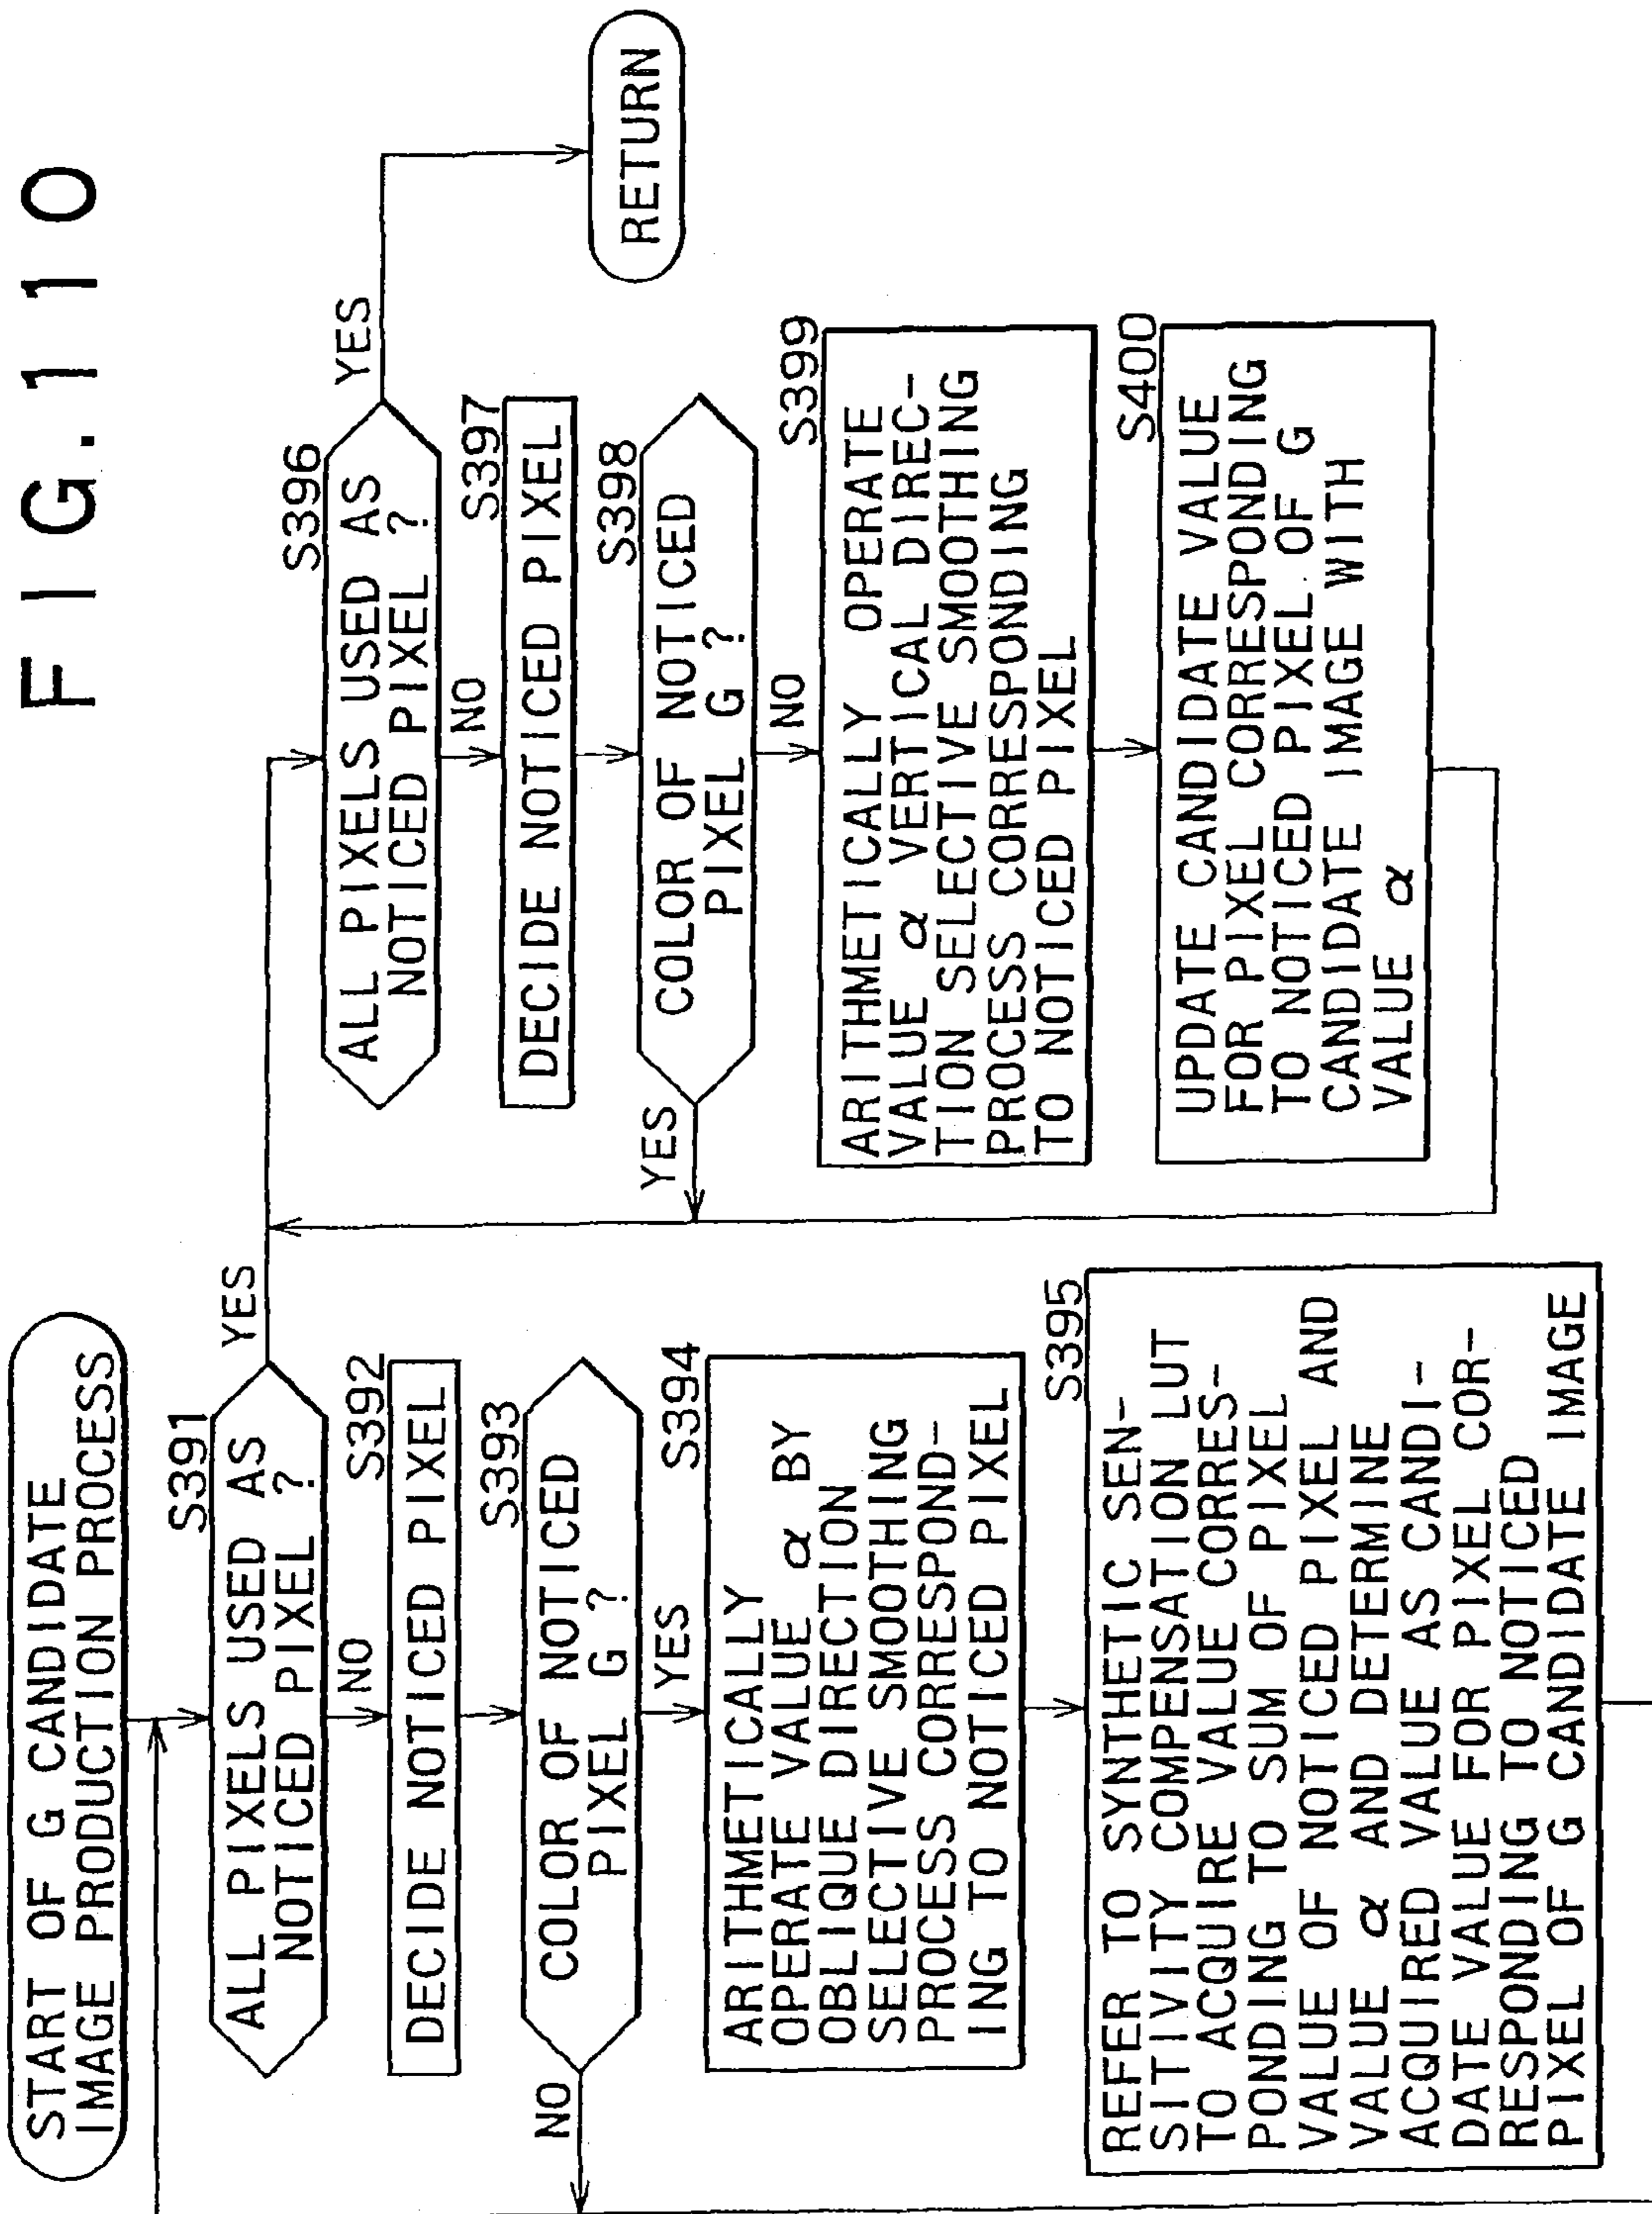 FIG.110
START OF G CANDIDATE
IMAGE PRODUCTION PROCESS
S391
ALL PIXELS USED AS
NOTICED PIXEL ?
YES
NO
S392
DECIDE NOTICED PIXEL
S393
COLOR OF NOTICED
PIXEL G ?
NO
YES
S394
ARITHMETICALLY
OPERATE VALUE α BY
OBLIQUE DIRECTION
SELECTIVE SMOOTHING
PROCESS CORRESPOND-
ING TO NOTICED PIXEL
S395
REFER TO SYNTHETIC SEN-
SITIVITY COMPENSATION LUT
TO ACQUIRE VALUE CORRES-
PONDING TO SUM OF PIXEL
VALUE OF NOTICED PIXEL AND
VALUE α AND DETERMINE
ACQUIRED VALUE AS CANDI-
DATE VALUE FOR PIXEL COR-
RESPONDING TO NOTICED
PIXEL OF G CANDIDATE IMAGE
S396
ALL PIXELS USED AS
NOTICED PIXEL ?
YES
RETURN
NO
S397
DECIDE NOTICED PIXEL
S398
COLOR OF NOTICED
PIXEL G ?
YES
NO
S399
ARITHMETICALLY OPERATE
VALUE α VERTICAL DIREC-
TION SELECTIVE SMOOTHING
PROCESS CORRESPONDING
TO NOTICED PIXEL
S400
UPDATE CANDIDATE VALUE
FOR PIXEL CORRESPONDING
TO NOTICED PIXEL OF G
CANDIDATE IMAGE WITH
VALUE α